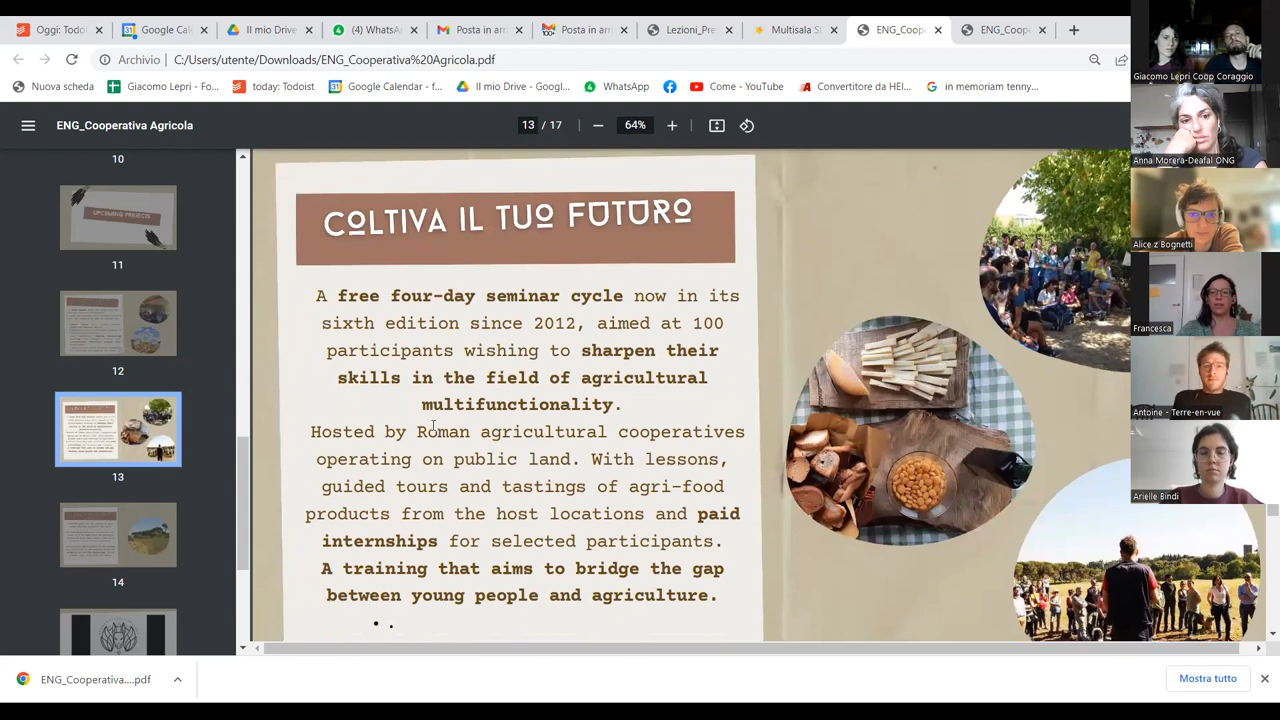 Oggi: Todoi
Google Cal
Il mio Drive
(4) WhatsA
Posta in arr
Posta in arr
Lezioni_Pre
Multisala S
ENG_Coope
ENG_Coope
Archivio
C:/Users/utente/Downloads/ENG_Cooperativa%20Agricola.pdf
Nuova scheda
Giacomo Lepri - Fo...
today: Todoist
Google Calendar - f...
Il mio Drive - Googl...
WhatsApp
Come - YouTube
Convertitore da HEI...
in memoriam tenny...
ENG_Cooperativa Agricola
13 / 17
64%
10
UPCOMING PROJECTS
11
12
13
14
COLTIVA IL TUO FUTURO
A free four-day seminar cycle now in its
sixth edition since 2012, aimed at 100
participants wishing to sharpen their
skills in the field of agricultural
multifunctionality.
Hosted by Roman agricultural cooperatives
operating on public land. With lessons,
guided tours and tastings of agri-food
products from the host locations and paid
internships for selected participants.
A training that aims to bridge the gap
between young people and agriculture.
Giacomo Lepri Coop Coraggio
Anna Morera-Deafal ONG
Alice z Bognetti
Francesca
Antoine - Terre-en-vue
Arielle Bindi
ENG_Cooperativa....pdf
Mostra tutto